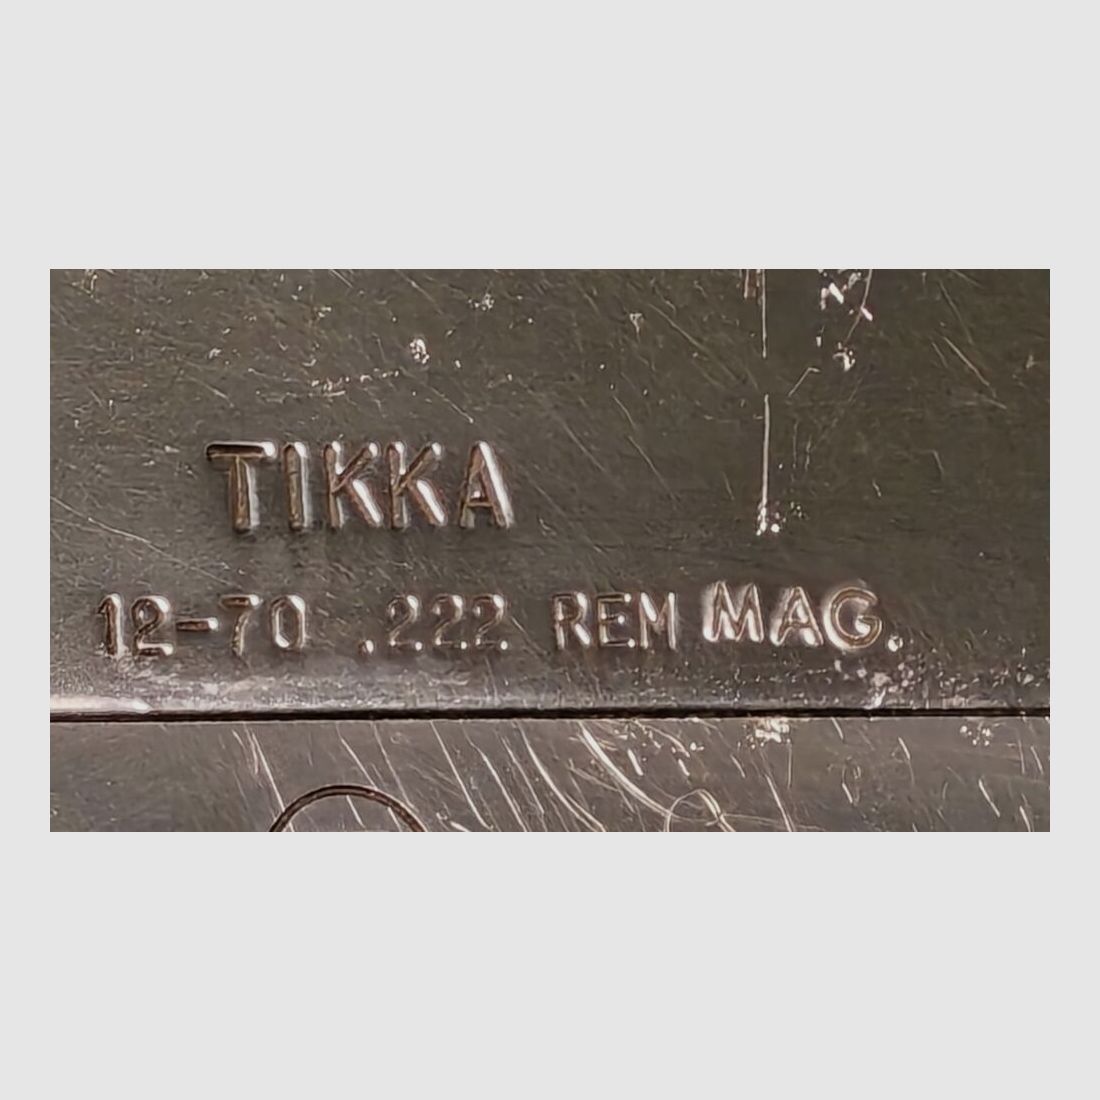 TIKKA
12-70 .222 REM MAG.